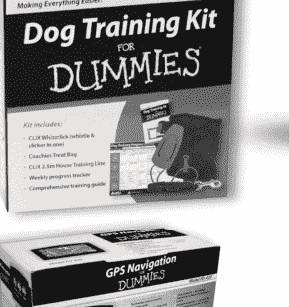 Making Everything Easier
Dog Training Kit
FOR
DUMMIES
Kit includes:
· CLIX Whizzclick (whistle &
clicker in one)
· Coachies Treat Bag
· CLIX 2.5m House Training Line
· Weekly progress tracker
· Comprehensive training guide
GPS Navigation
DUMMIES